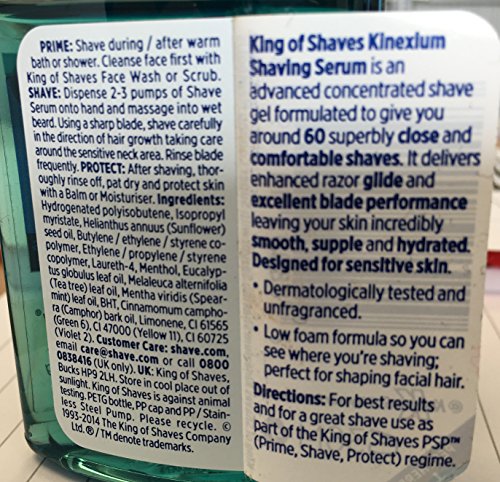 PRIME: Shave during / after warm
bath or shower. Cleanse face first with
King of Shaves Face Wash or Scrub.
SHAVE: Dispense 2-3 pumps of Shave
Serum onto hand and massage into wet
beard. Using a sharp blade, shave carefully
in the direction of hair growth taking care
around the sensitive neck area. Rinse blade
frequently. PROTECT: After shaving, thor-
oughly rinse off, pat dry and protect skin
with a Balm or Moisturiser. Ingredients:
Hydrogenated polyisobutene, Isopropyl
myristate, Helianthus annuus (Sunflower)
seed oil, Butylene / ethylene / styrene co-
polymer, Ethylene / propylene / styrene
copolymer, Laureth-4, Menthol, Eucalyp-
tus globulus leaf oil, Melaleuca alternifolia
(Tea tree) leaf oil, Mentha viridis (Spear-
mint) leaf oil, BHT, Cinnamomum campho-
ra (Camphor) bark oil, Limonene, CI 61565
(Green 6), CI 47000 (Yellow 11), CI 60725
(Violet 2). Customer Care: shave.com,
email care@shave.com or call 0800
0838416 (UK only). UK: King of Shaves,
Bucks HP9 2LH. Store in cool place out of
sunlight. King of Shaves is against animal
testing. PETG bottle, PP cap and PP / Stain-
less Steel Pump. Please recycle. ©
1993-2014 The King of Shaves Company
Ltd. ® / TM denote trademarks.
King of Shaves Kinexium
Shaving Serum is an
advanced concentrated shave
gel formulated to give you
around 60 superbly close and
comfortable shaves. It delivers
enhanced razor glide and
excellent blade performance
leaving your skin incredibly
smooth, supple and hydrated.
Designed for sensitive skin.
• Dermatologically tested and
unfragranced.
• Low foam formula so you can
see where you're shaving;
perfect for shaping facial hair.
Directions: For best results
and for a great shave use as
part of the King of Shaves PSP™
(Prime, Shave, Protect) regime.